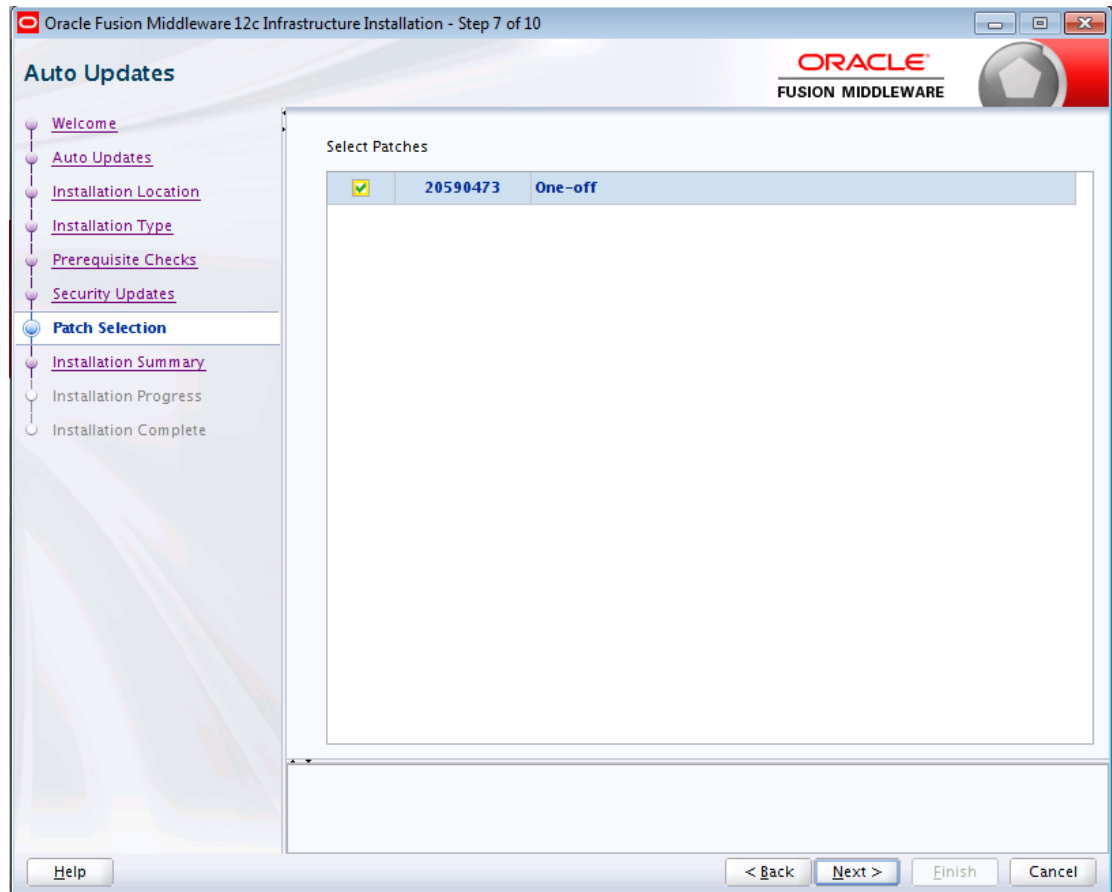 Oracle Fusion Middleware 12c Infrastructure Installation - Step 7 of 10
Auto Updates
ORACLE®
FUSION MIDDLEWARE
Welcome
Auto Updates
Installation Location
Installation Type
Prerequisite Checks
Security Updates
Patch Selection
Installation Summary
Installation Progress
Installation Complete
Select Patches
20590473 One-off
Help
< Back Next > Finish Cancel